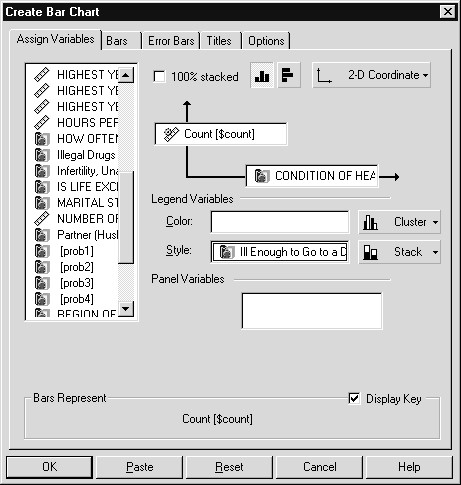 Create Bar Chart
Assign Variables
Bars
Error Bars
Titles
Options
HIGHEST YE
HIGHEST YE
HIGHEST YE
HOURS PER
HOW OFTEN
Illegal Drugs
Infertility, Una
IS LIFE EXCI
MARITAL ST
NUMBER OF
Partner (Husl
[prob1]
[prob2]
[prob3]
[prob4]
REGION OF
100% stacked
2-D Coordinate
Count [$count]
CONDITION OF HEA
Legend Variables
Color:
Cluster
Style:
Ill Enough to Go to a D
Stack
Panel Variables
Bars Represent
Display Key
Count [$count]
OK
Paste
Reset
Cancel
Help